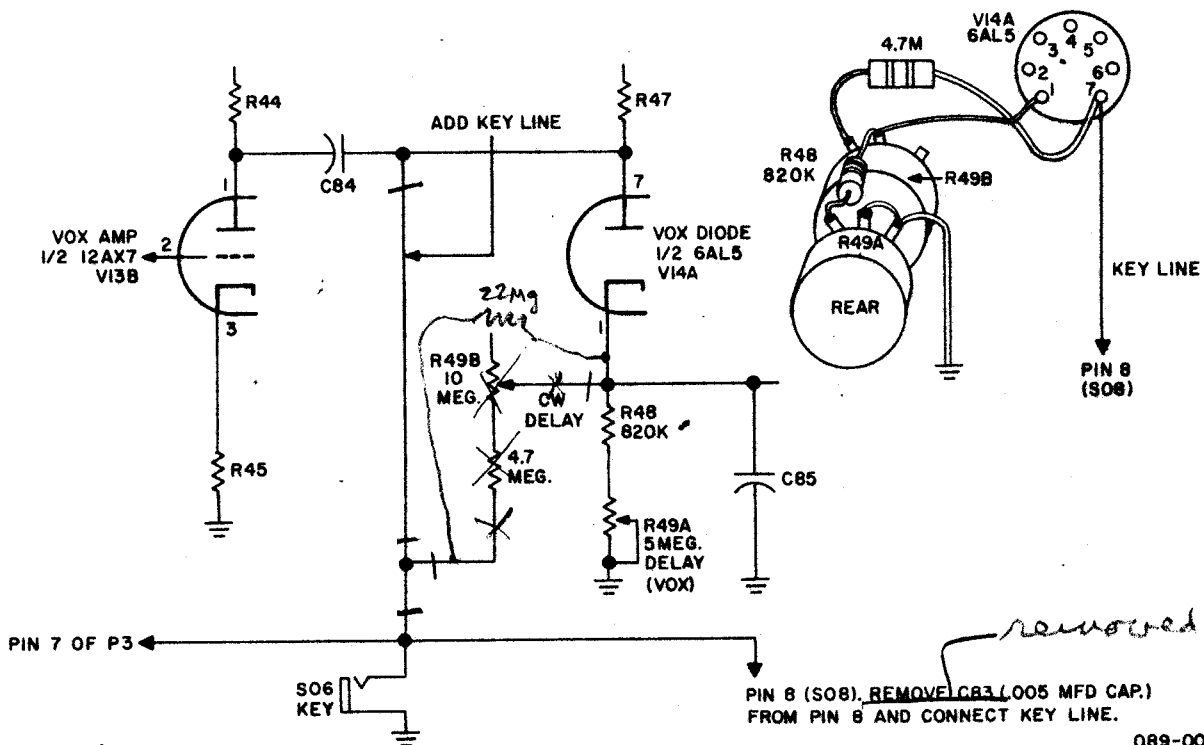 V14A
6AL5
4.7M
3
4
5
2
6
1
7
R44
R47
ADD KEY LINE
C84
R48
820K
R49B
1
7
VOX AMP
1/2 12AX7
V13B
2
VOX DIODE
1/2 6AL5
V14A
R49A
KEY LINE
REAR
3
22Mg
1
R49B
10
MEG.
CW
DELAY
R48
820K
PIN 8
(SO8)
4.7
MEG.
R45
C85
R49A
5MEG.
DELAY
(VOX)
PIN 7 OF P3
removed
SO6
KEY
PIN 8 (SO8). REMOVE C83 (.005 MFD CAP.)
FROM PIN 8 AND CONNECT KEY LINE.
089-00